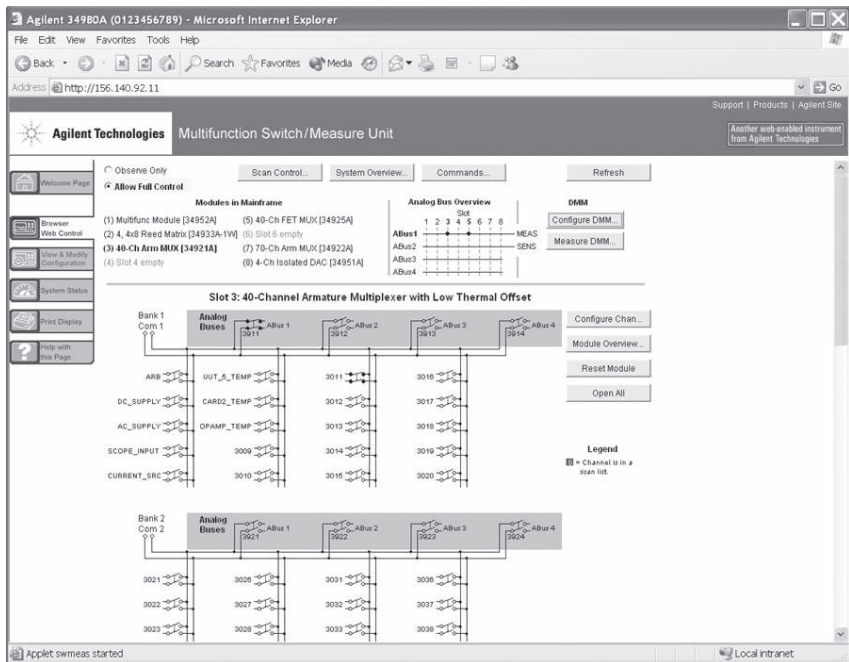 Agilent 34980A (0123456789) - Microsoft Internet Explorer
File Edit View Favorites Tools Help
Back Search Favorites Media
Address http://156.140.92.11 Go
Support | Products | Agilent Site
Agilent Technologies Multifunction Switch/Measure Unit
Another web-enabled instrument
from Agilent Technologies
Welcome Page
Browser
Web Control
View & Modify
Configuration
System Status
Print Display
Help with
this Page
Observe Only
Allow Full Control
Scan Control... System Overview... Commands... Refresh
Modules in Mainframe
(1) Multifunc Module [34952A] (5) 40-Ch FET MUX [34925A]
(2) 4, 4x8 Reed Matrix [34933A-1W] (6) Slot 6 empty
(3) 40-Ch Arm MUX [34921A] (7) 70-Ch Arm MUX [34922A]
(4) Slot 4 empty (8) 4-Ch Isolated DAC [34951A]
Analog Bus Overview
Slot
1 2 3 4 5 6 7 8
ABus1 MEAS
ABus2 SENS
ABus3
ABus4
DMM
Configure DMM...
Measure DMM...
Slot 3: 40-Channel Armature Multiplexer with Low Thermal Offset
Bank 1
Com 1
Analog
Buses
ABus 1 ABus 2 ABus 3 ABus 4
3911 3912 3913 3914
Configure Chan...
Module Overview...
Reset Module
Open All
ARB UUT_5_TEMP 3011 3016
DC_SUPPLY CARD2_TEMP 3012 3017
AC_SUPPLY OPAMP_TEMP 3013 3018
SCOPE_INPUT 3009 3014 3019
CURRENT_SRC 3010 3015 3020
Legend
S = Channel is in a
scan list.
Bank 2
Com 2
Analog
Buses
ABus 1 ABus 2 ABus 3 ABus 4
3921 3922 3923 3924
3021 3026 3031 3036
3022 3027 3032 3037
3023 3028 3033 3038
Applet swmeas started
Local intranet